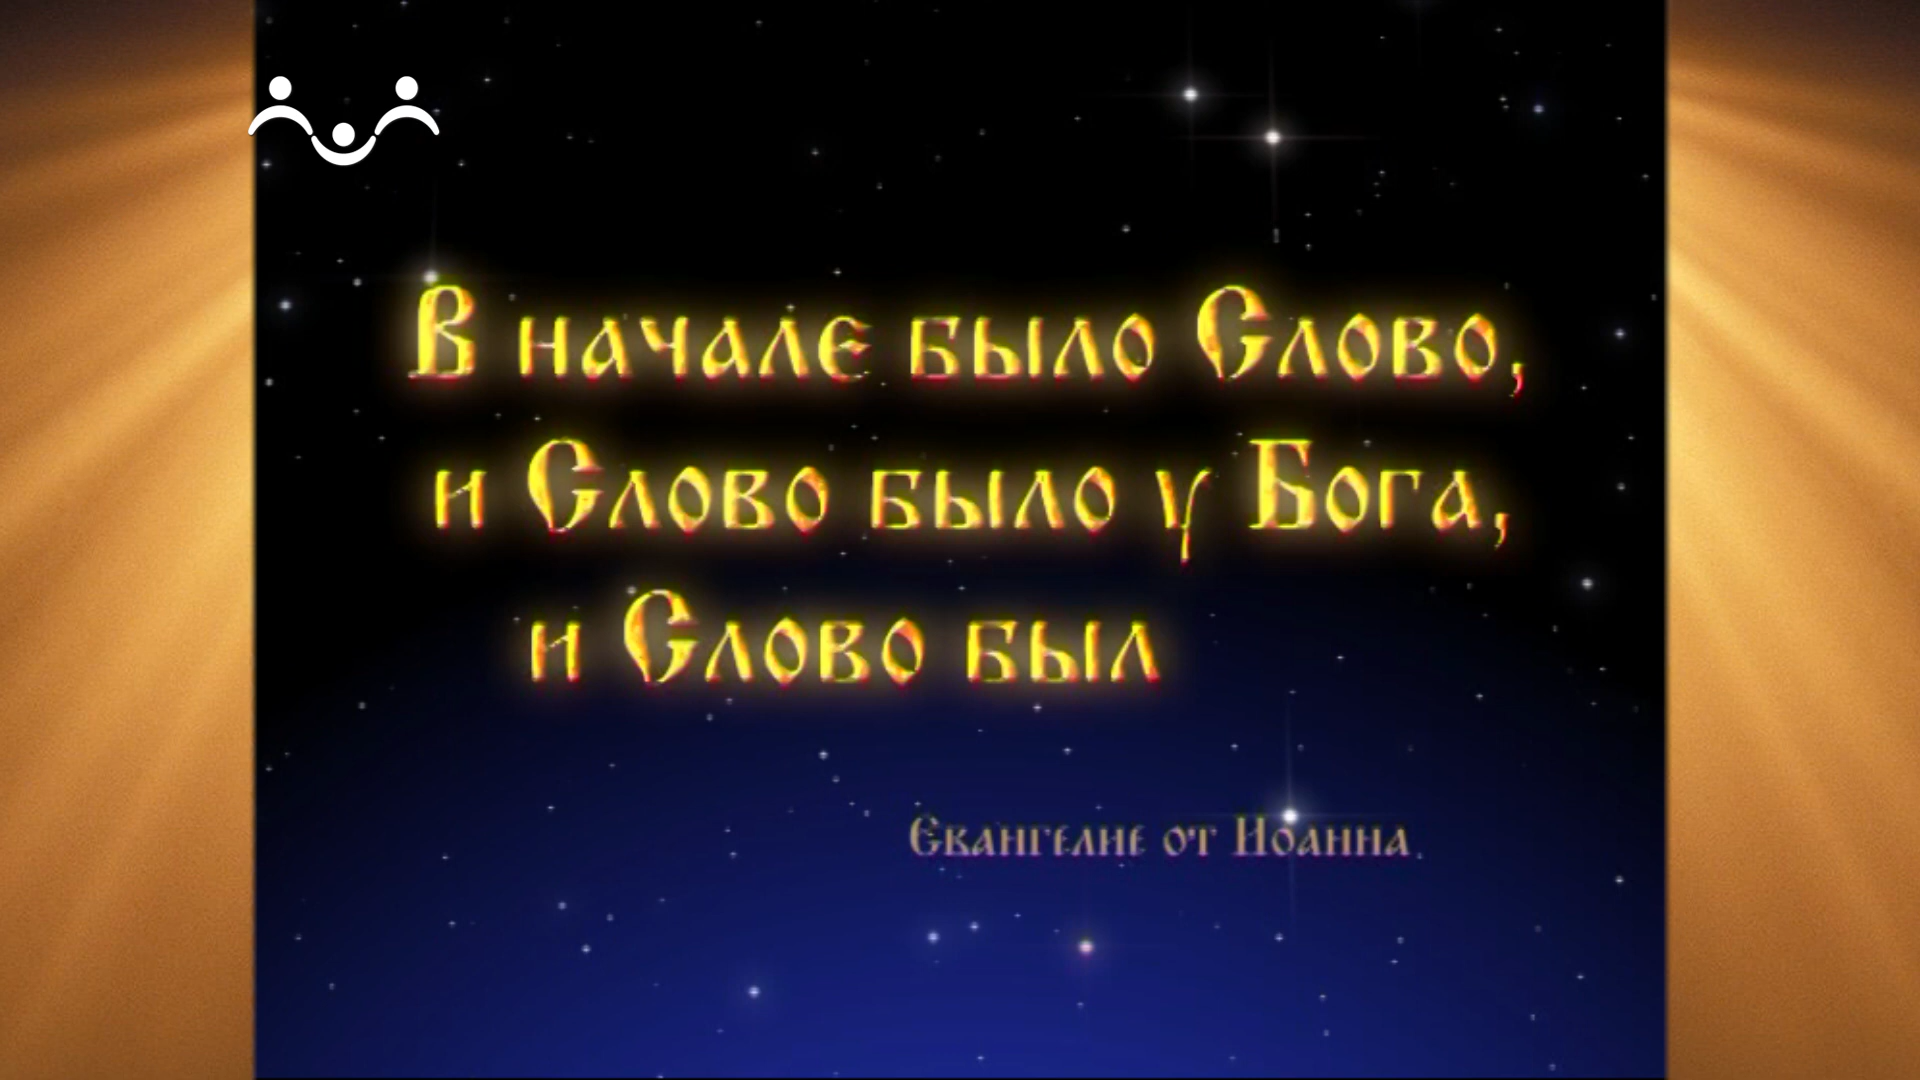 В начале было Слово,
и Слово было у Бога,
и Слово был
Евангелие от Иоанна